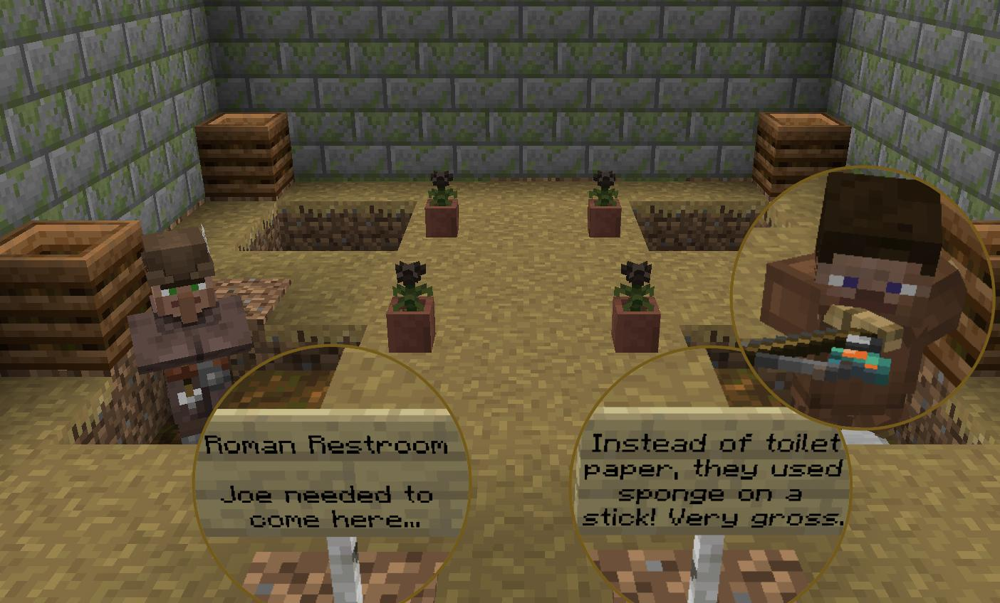 Roman Restroom
Joe needed to
come here...
Instead of toilet
paper, they used
sponge on a
stick! Very gross.